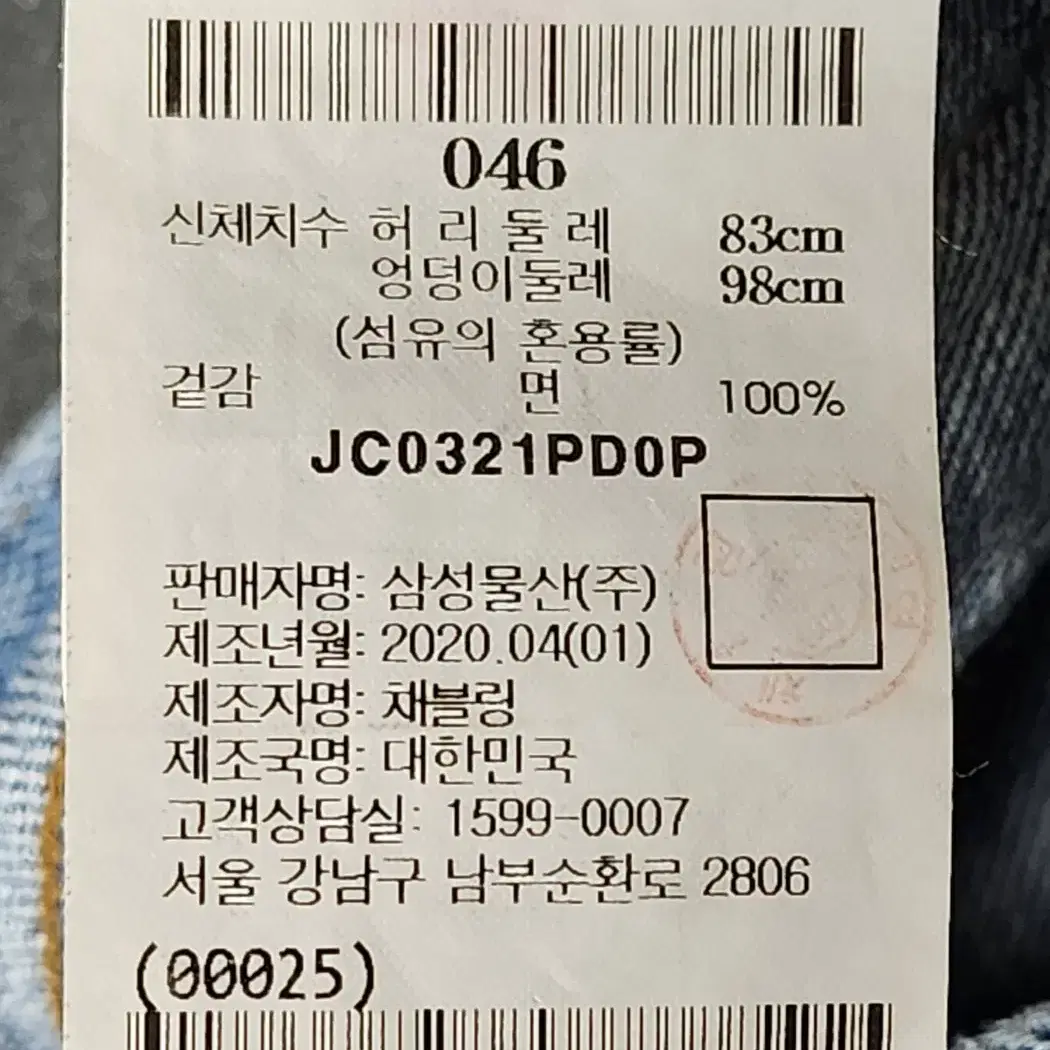 046
신체치수 허 리 둘 레 83cm
엉덩이둘레 98cm
(섬유의 혼용률)
겉감 면 100%
JC0321PD0P
판매자명: 삼성물산(주)
제조년월: 2020.04(01)
제조자명: 채블링
제조국명: 대한민국
고객상담실: 1599-0007
서울 강남구 남부순환로 2806
(00025)